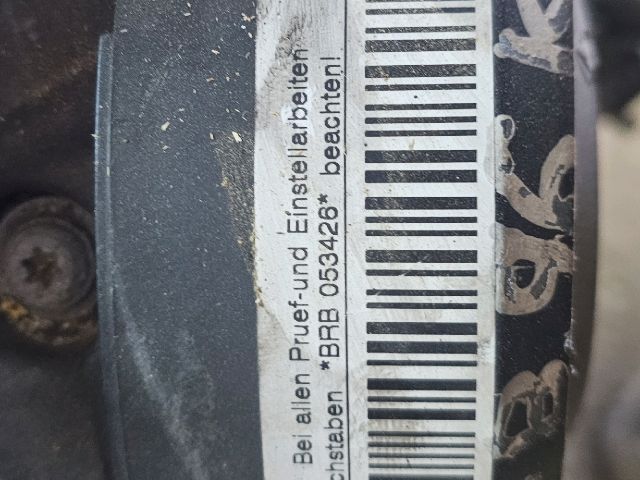 Bei allen Pruef-und Einstellarbeiten
chstaben *BRB 053426* beachten!